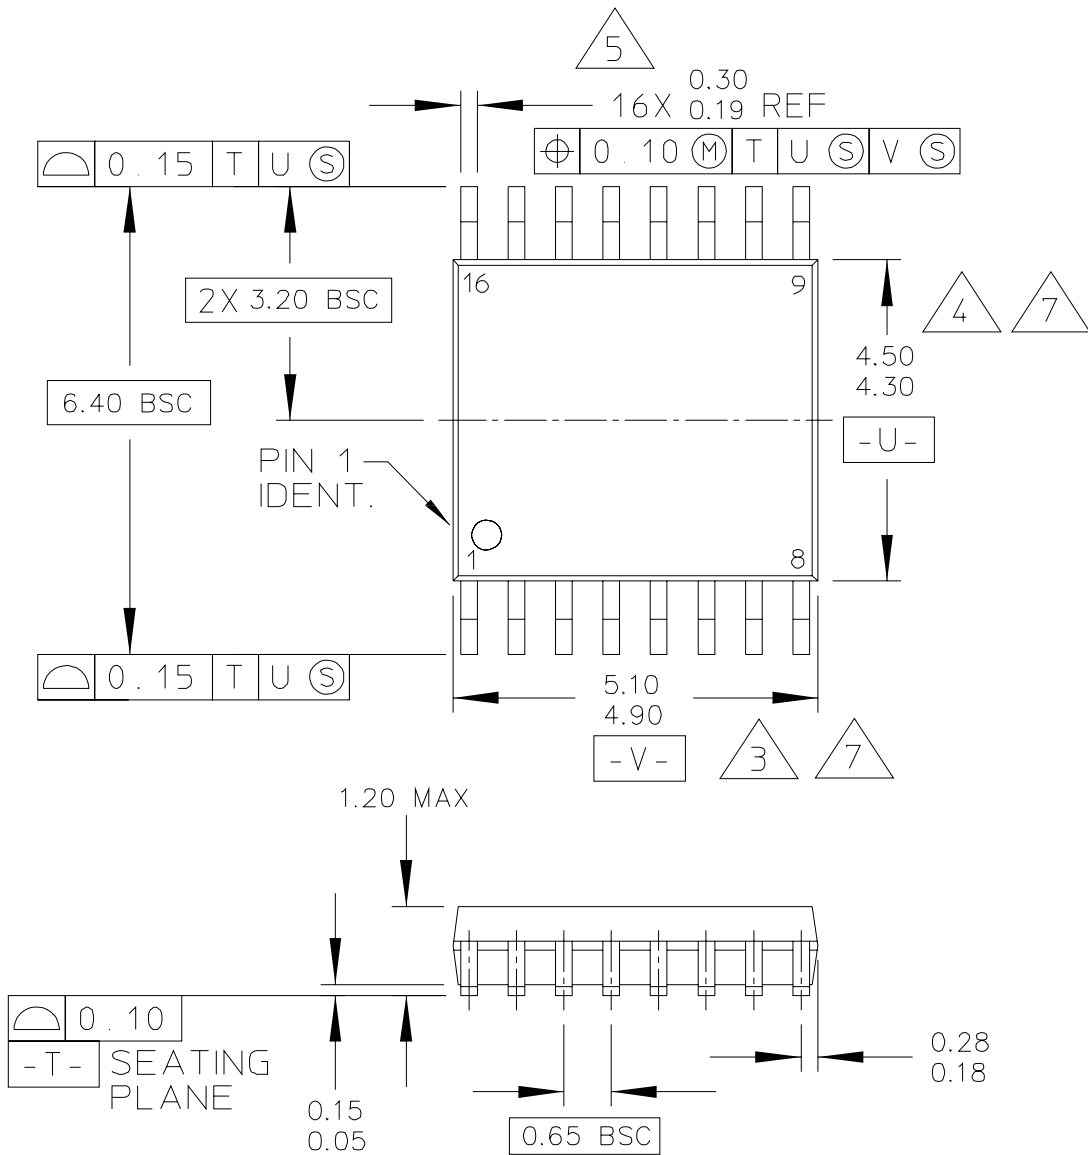 5
0.30
16X 0.19 REF
0.15 T U Ⓢ
0.10 Ⓜ T U Ⓢ V Ⓢ
16 9
2X 3.20 BSC
4 7
4.50
4.30
6.40 BSC
-U-
PIN 1
IDENT.
1 8
0.15 T U Ⓢ
5.10
4.90
-V- 3 7
1.20 MAX
0.10
-T- SEATING
PLANE
0.28
0.18
0.15
0.05
0.65 BSC